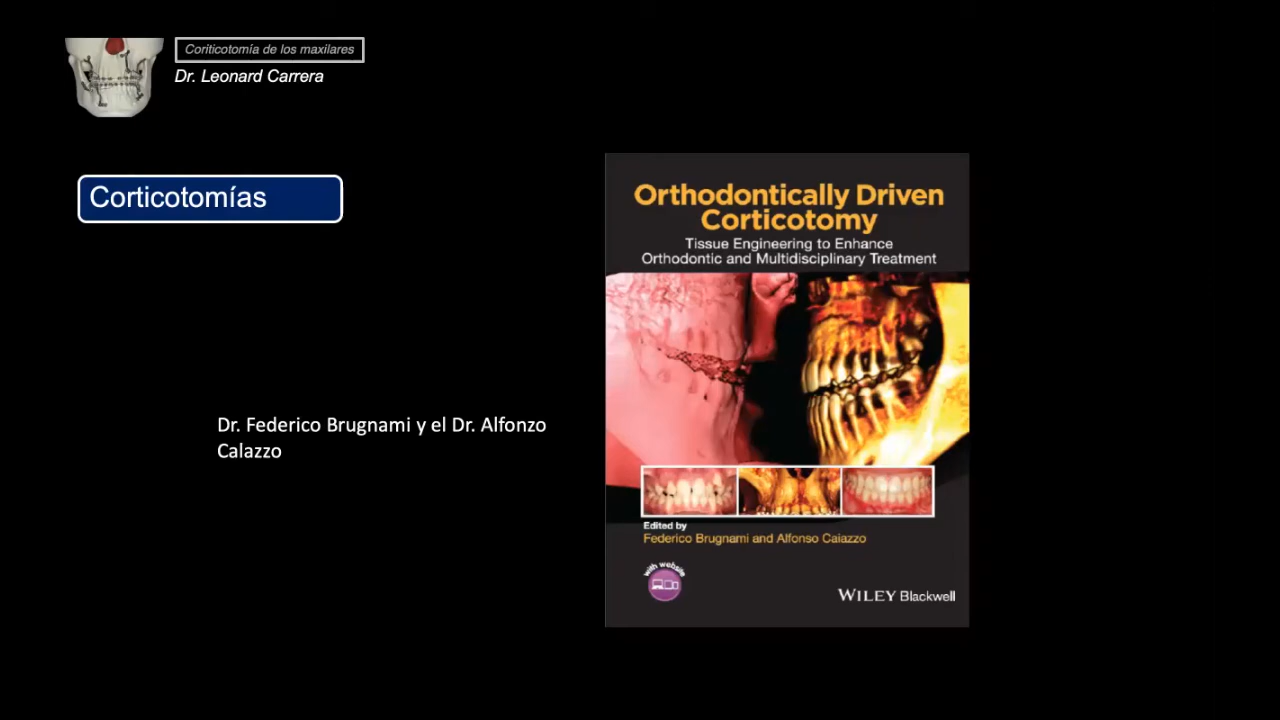 Coriticotomía de los maxilares
Dr. Leonard Carrera
Corticotomías
Dr. Federico Brugnami y el Dr. Alfonzo
Calazzo
Orthodontically Driven
Corticotomy
Tissue Engineering to Enhance
Orthodontic and Multidisciplinary Treatment
Edited by
Federico Brugnami and Alfonso Caiazzo
with website
WILEY Blackwell